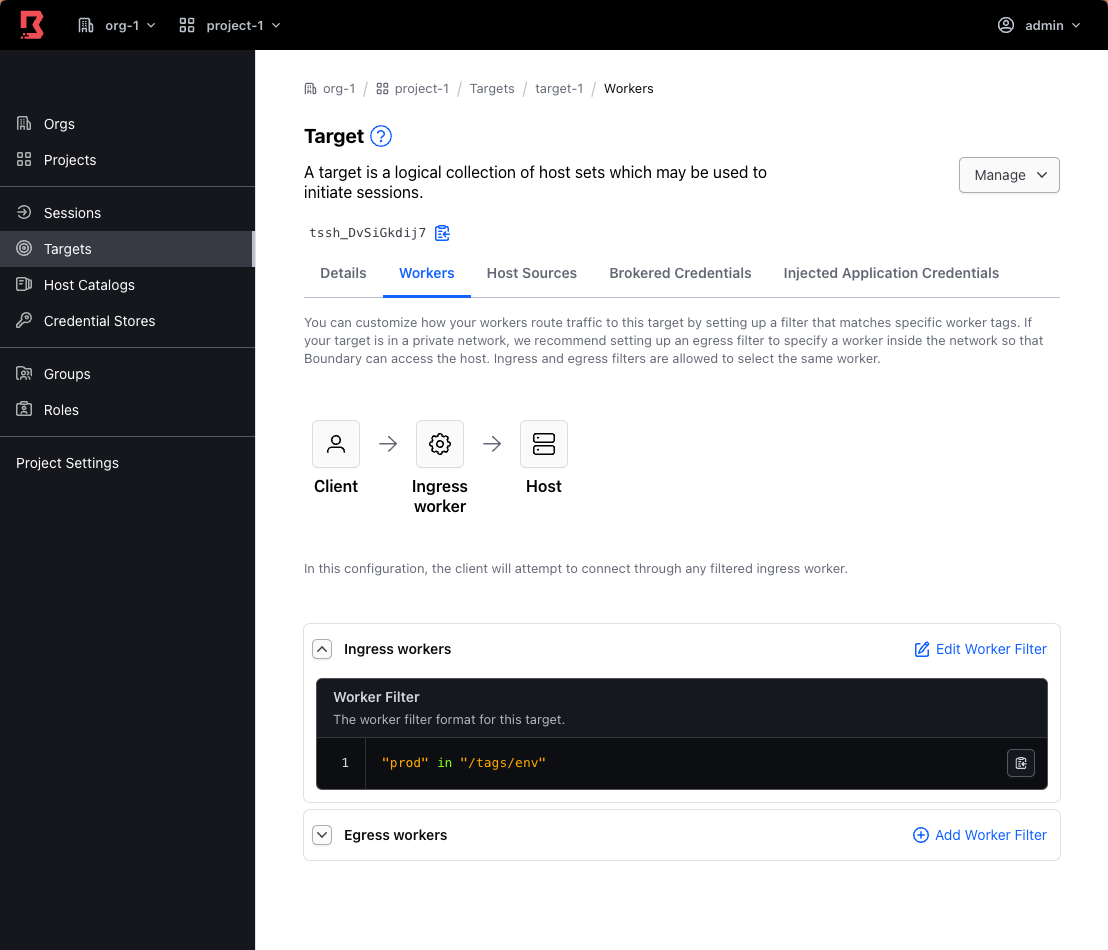 org-1
project-1
admin
Orgs
Projects
Sessions
Targets
Host Catalogs
Credential Stores
Groups
Roles
Project Settings
org-1 / project-1 / Targets / target-1 / Workers
Target
A target is a logical collection of host sets which may be used to
initiate sessions.
Manage
tssh_DvSiGkdij7
Details Workers Host Sources Brokered Credentials Injected Application Credentials
You can customize how your workers route traffic to this target by setting up a filter that matches specific worker tags. If
your target is in a private network, we recommend setting up an egress filter to specify a worker inside the network so that
Boundary can access the host. Ingress and egress filters are allowed to select the same worker.
Client
Ingress
worker
Host
In this configuration, the client will attempt to connect through any filtered ingress worker.
Ingress workers
Edit Worker Filter
Worker Filter
The worker filter format for this target.
1 "prod" in "/tags/env"
Egress workers
Add Worker Filter